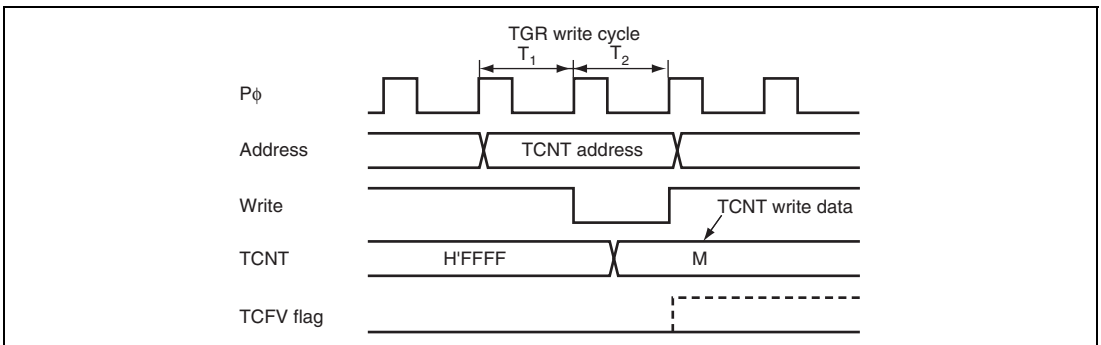 TGR write cycle
T1 T2
Pϕ
Address TCNT address
Write
TCNT write data
TCNT H'FFFF M
TCFV flag